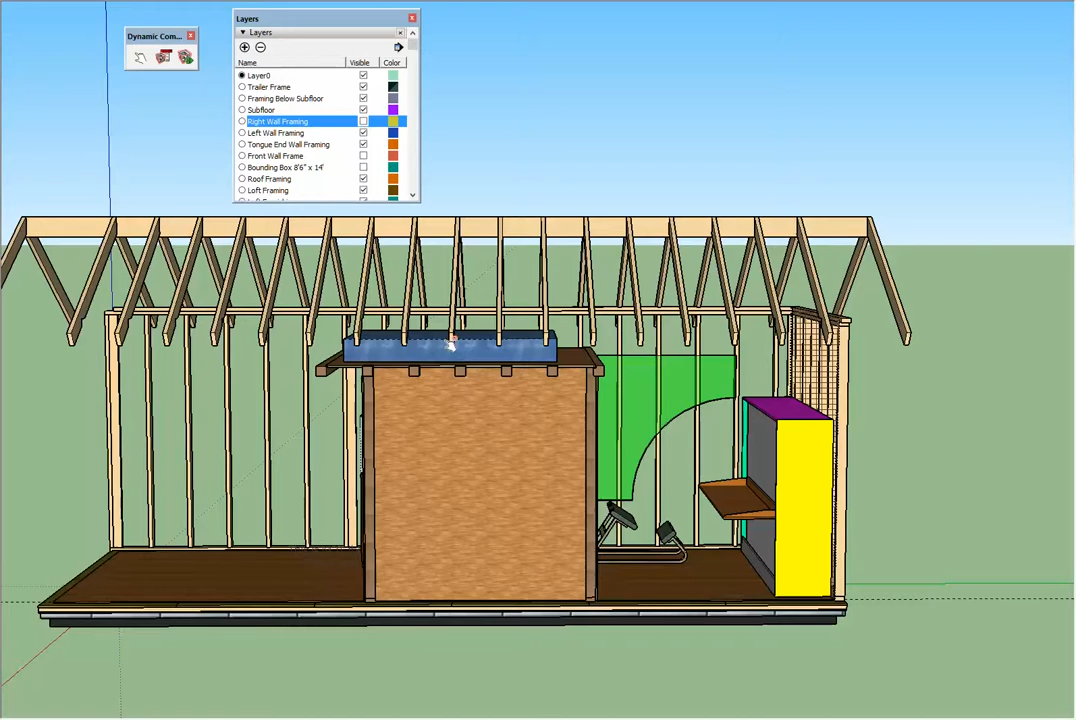 Layers
Dynamic Com...
Layers
Name Visible Color
Layer0
Trailer Frame
Framing Below Subfloor
Subfloor
Right Wall Framing
Left Wall Framing
Tongue End Wall Framing
Front Wall Frame
Bounding Box 8'6" x 14'
Roof Framing
Loft Framing